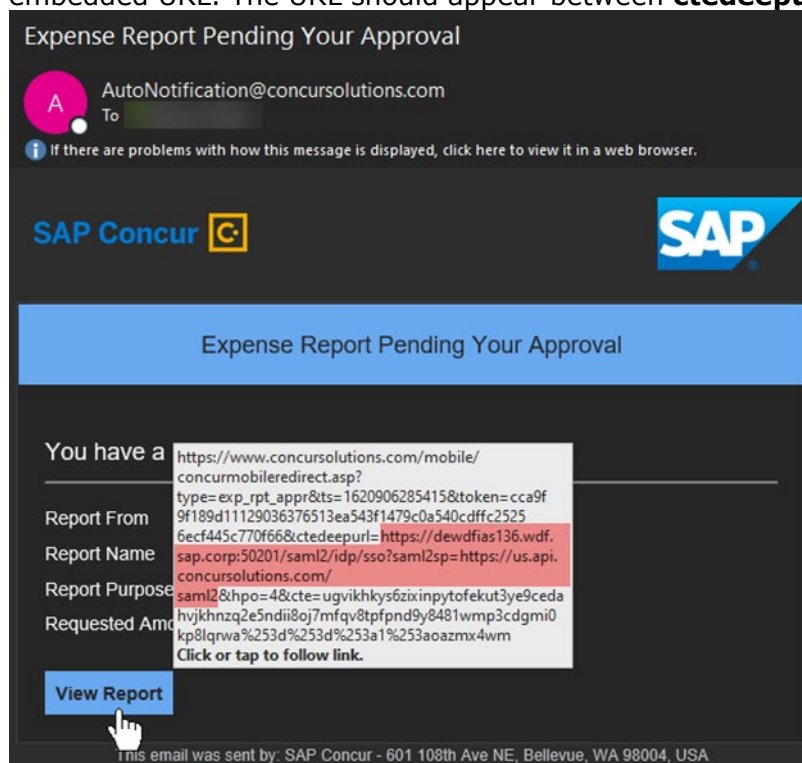 embedded URL. The URL should appear between ctedeepu
Expense Report Pending Your Approval
A
AutoNotification@concursolutions.com
To
If there are problems with how this message is displayed, click here to view it in a web browser.
SAP Concur C
SAP
Expense Report Pending Your Approval
You have a
https://www.concursolutions.com/mobile/
concurmobileredirect.asp?
type=exp_rpt_appr&ts=1620906285415&token=cca9f
9f189d11129036376513ea543f1479c0a540cdffc2525
6ecf445c770f66&ctedeepurl=https://dewdfias136.wdf.
sap.corp:50201/saml2/idp/sso?saml2sp=https://us.api.
concursolutions.com/
saml2&hpo=4&cte=ugvikhkys6zixinpytofekut3ye9ceda
hvjkhnzq2e5ndii8oj7mfqv8tpfpnd9y8481wmp3cdgmi0
kp8lqrwa%253d%253d%253a1%253aoazmx4wm
Click or tap to follow link.
Report From
Report Name
Report Purpose
Requested Amo
View Report
This email was sent by: SAP Concur - 601 108th Ave NE, Bellevue, WA 98004, USA